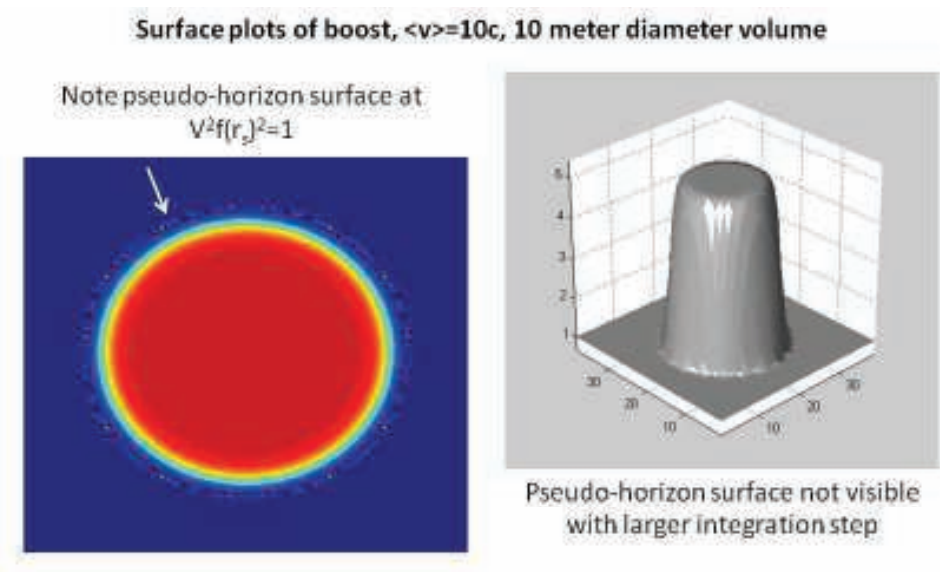 Surface plots of boost, <v>=10c, 10 meter diameter volume
Note pseudo-horizon surface at
V²f(rₛ)²=1
5
4
3
2
1
30
20
10
10
20
30
Pseudo-horizon surface not visible
with larger integration step